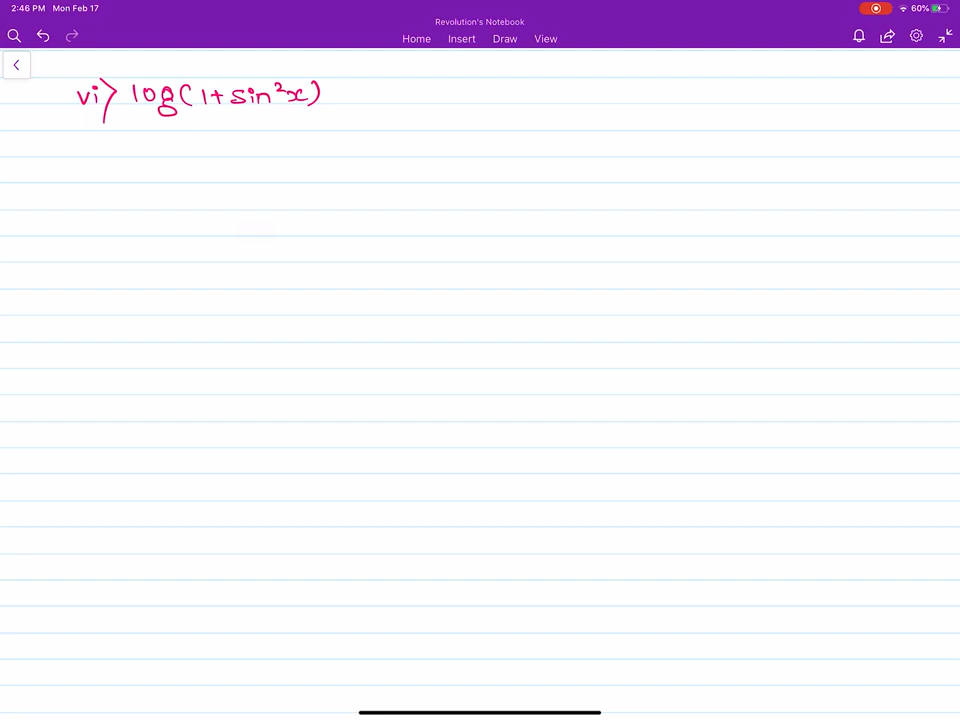 2:46 PM Mon Feb 17
60%
Revolution's Notebook
Home Insert Draw View
vi> log(1+sin²x)